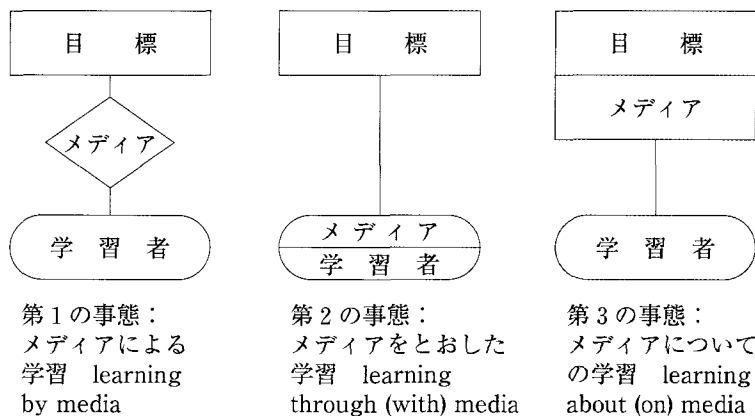 目 標
メディア
学 習 者
第1の事態：
メディアによる
学習 learning
by media
目 標
メディア
学 習 者
第2の事態：
メディアをとおした
学習 learning
through (with) media
目 標
メディア
学 習 者
第3の事態：
メディアについて
の学習 learning
about (on) media